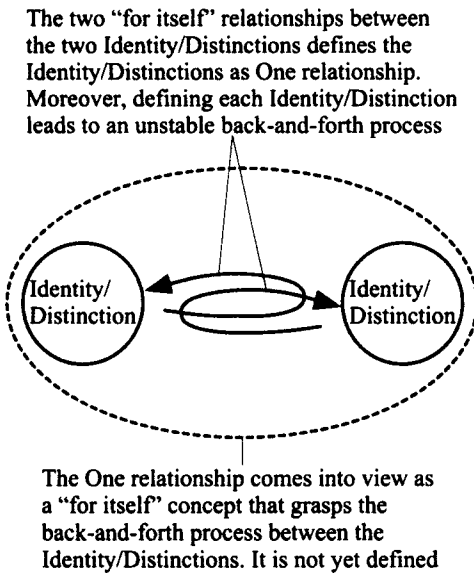 The two “for itself” relationships between
the two Identity/Distinctions defines the
Identity/Distinctions as One relationship.
Moreover, defining each Identity/Distinction
leads to an unstable back-and-forth process
Identity/
Distinction
Identity/
Distinction
The One relationship comes into view as
a “for itself” concept that grasps the
back-and-forth process between the
Identity/Distinctions. It is not yet defined